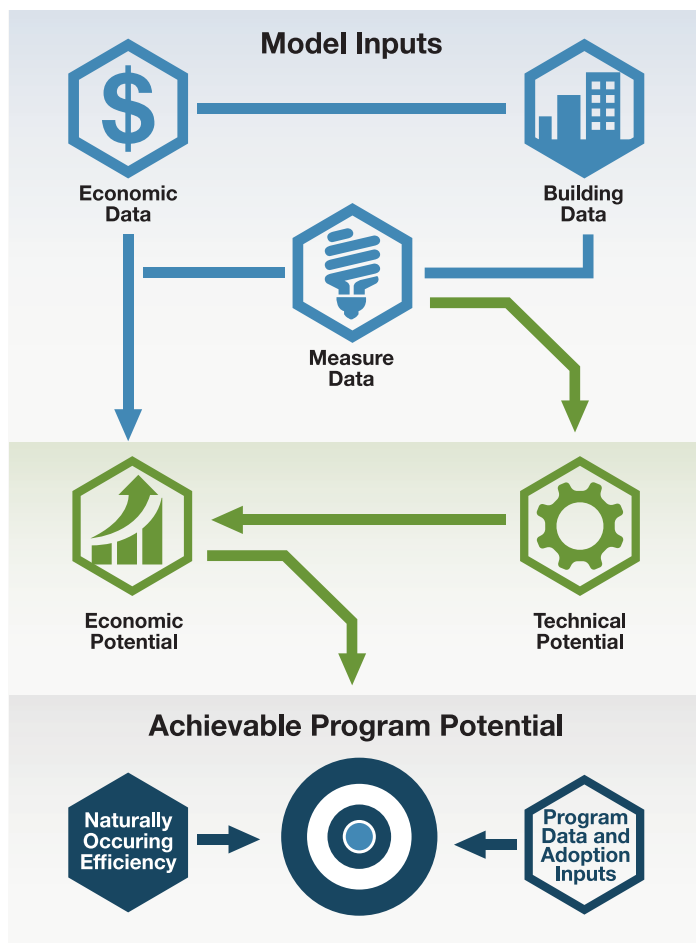 Model Inputs
$
Economic
Data
Building
Data
Measure
Data
Economic
Potential
Technical
Potential
Achievable Program Potential
Naturally
Occuring
Efficiency
Program
Data and
Adoption
Inputs